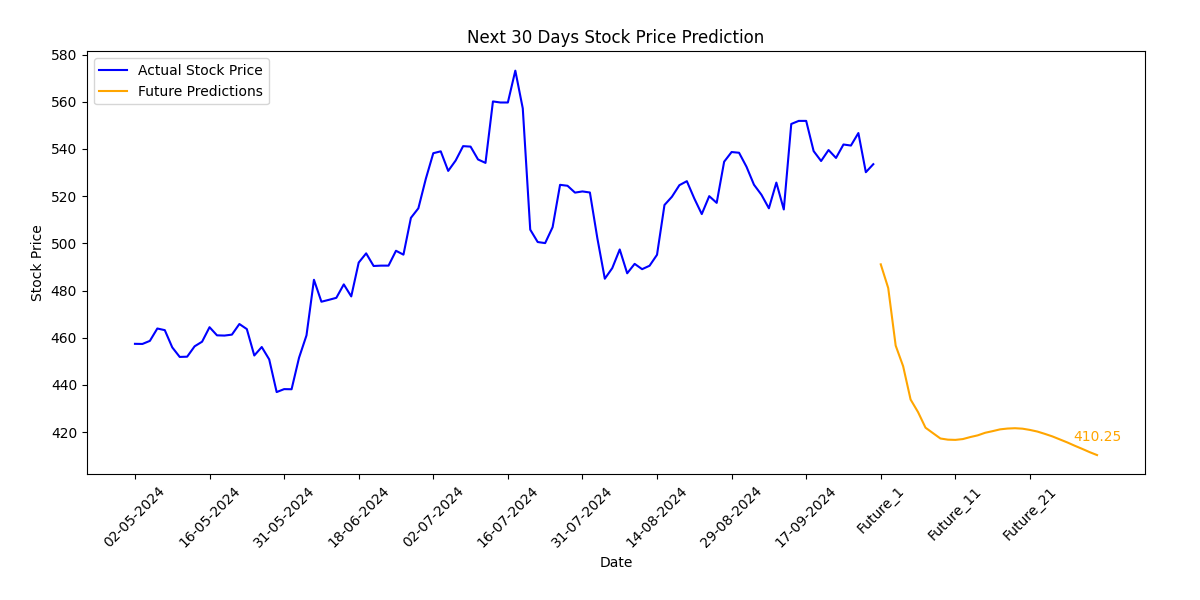 Next 30 Days Stock Price Prediction
Actual Stock Price
Future Predictions
Stock Price
580
560
540
520
500
480
460
440
420
410.25
02-05-2024
16-05-2024
31-05-2024
18-06-2024
02-07-2024
16-07-2024
31-07-2024
14-08-2024
29-08-2024
17-09-2024
Future_1
Future_11
Future_21
Date